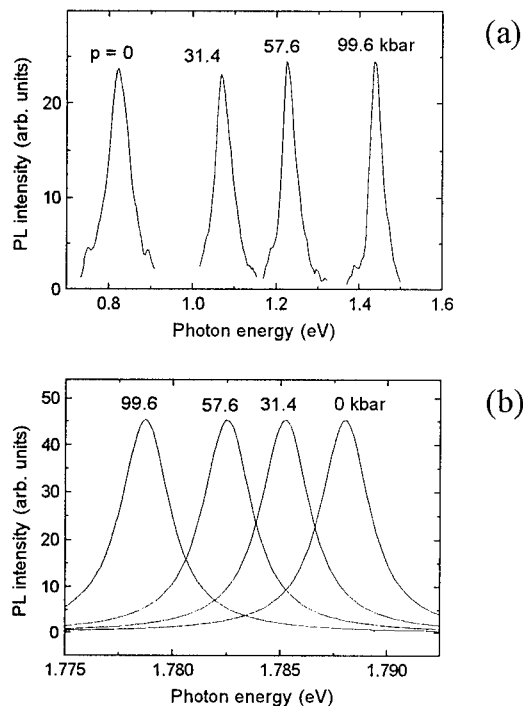 (a)
p = 0 31.4 57.6 99.6 kbar
PL intensity (arb. units)
20
10
0
0.8 1.0 1.2 1.4 1.6
Photon energy (eV)
(b)
99.6 57.6 31.4 0 kbar
PL intensity (arb. units)
50
40
30
20
10
0
1.775 1.780 1.785 1.790
Photon energy (eV)